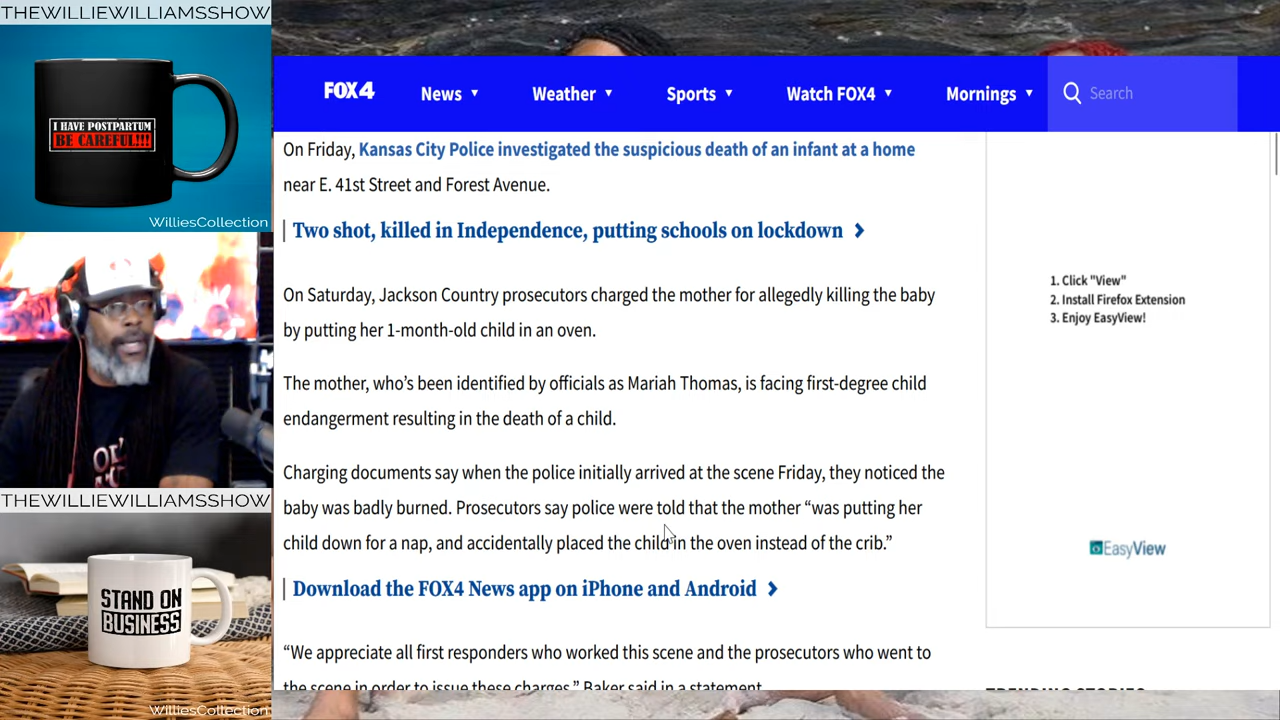 THEWILLIEWILLIAMSSHOW
I HAVE POSTPARTUM
BE CAREFUL!!!
WilliesCollection
THEWILLIEWILLIAMSSHOW
STAND ON
BUSINESS
WilliesCollection
FOX4
News
Weather
Sports
Watch FOX4
Mornings
Search
On Friday, Kansas City Police investigated the suspicious death of an infant at a home
near E. 41st Street and Forest Avenue.
Two shot, killed in Independence, putting schools on lockdown
On Saturday, Jackson Country prosecutors charged the mother for allegedly killing the baby
by putting her 1-month-old child in an oven.
The mother, who’s been identified by officials as Mariah Thomas, is facing first-degree child
endangerment resulting in the death of a child.
Charging documents say when the police initially arrived at the scene Friday, they noticed the
baby was badly burned. Prosecutors say police were told that the mother “was putting her
child down for a nap, and accidentally placed the child in the oven instead of the crib.”
Download the FOX4 News app on iPhone and Android
“We appreciate all first responders who worked this scene and the prosecutors who went to
the scene in order to issue these charges,” Baker said in a statement.
1. Click "View"
2. Install Firefox Extension
3. Enjoy EasyView!
EasyView
TRENDING STORIES